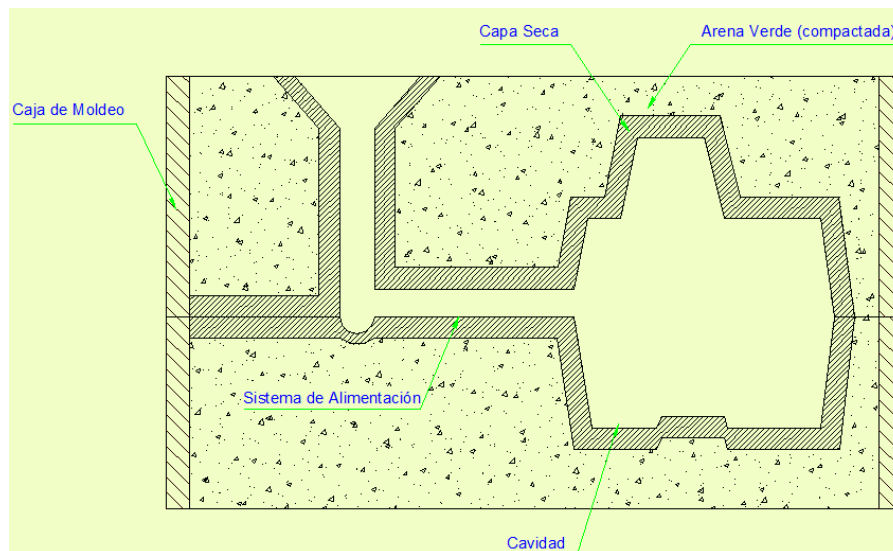 Capa Seca
Arena Verde (compactada)
Caja de Moldeo
Sistema de Alimentación
Cavidad